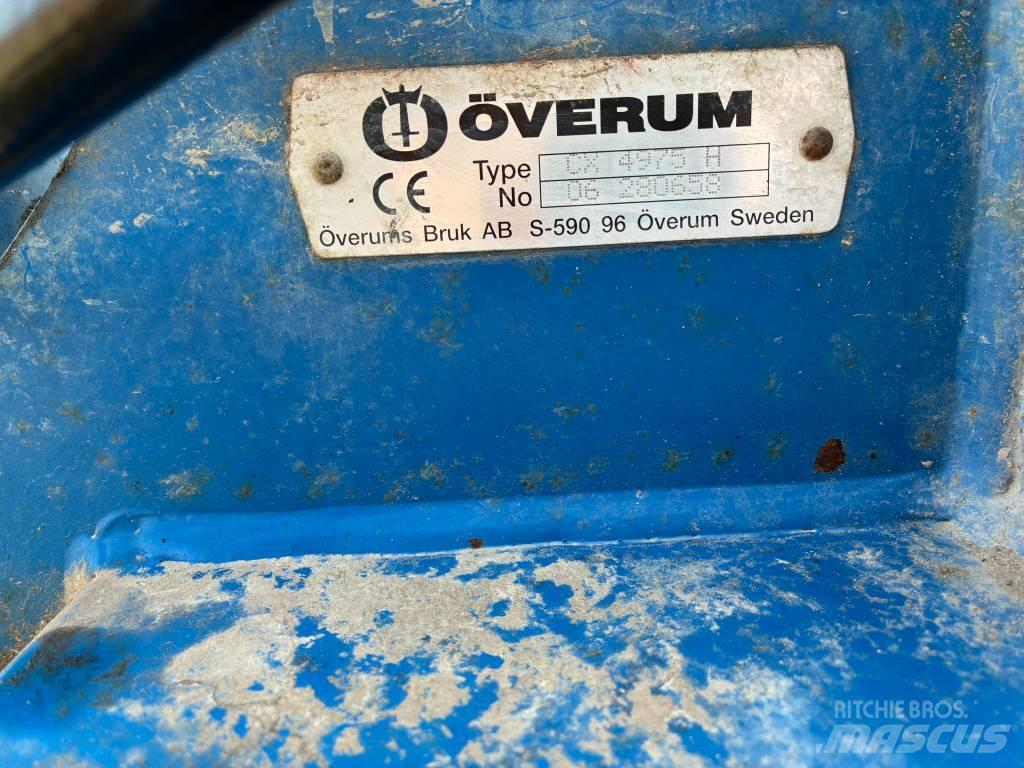 ÖVERUM
Type CX 4975 H
No 06 280658
CE
Överums Bruk AB S-590 96 Överum Sweden
RITCHIE BROS.
MASCUS